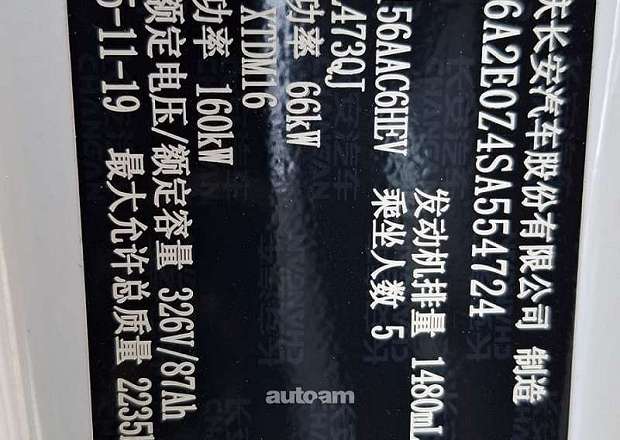 天长安汽车股份有限公司 制造
6A2E0Z4SA554724
L56AAC6HEV 发动机排量 1480mL
473QJ 乘坐人数 5
功率 66kW
XTDM16
功率 160kW
额定电压/额定容量 326V/87Ah
5-11-19 最大允许总质量 2235
autoam